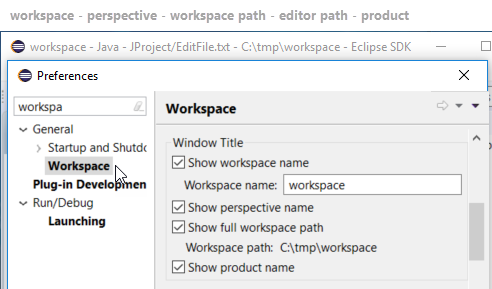 workspace - perspective - workspace path - editor path - product
workspace - Java - JProject/EditFile.txt - C:\tmp\workspace - Eclipse SDK
Preferences
workspa
Workspace
General
Startup and Shutdo
Workspace
Plug-in Developmen
Run/Debug
Launching
Window Title
Show workspace name
Workspace name: workspace
Show perspective name
Show full workspace path
Workspace path: C:\tmp\workspace
Show product name